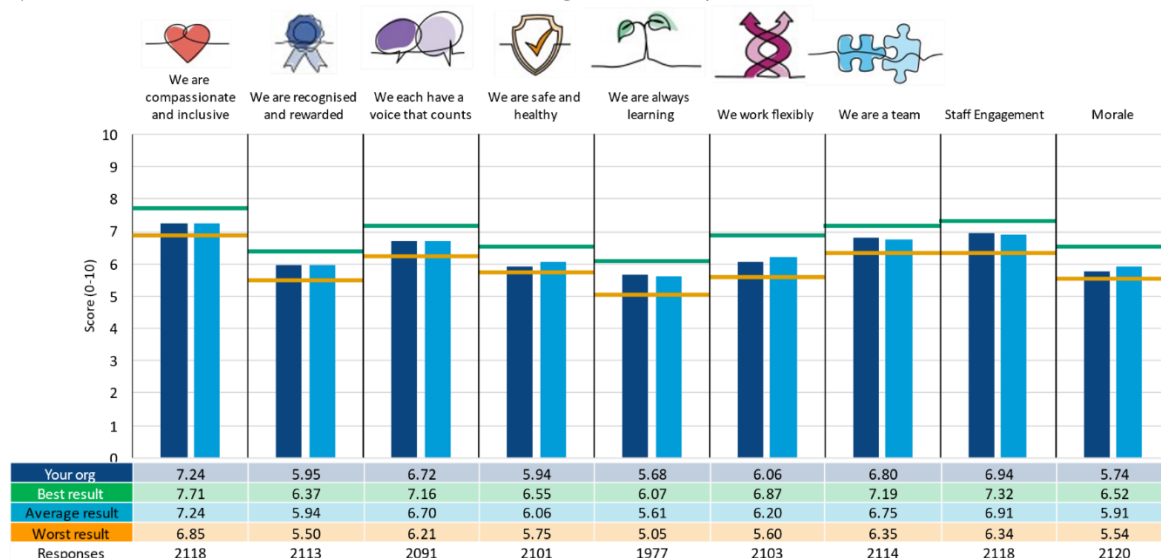 We are
compassionate
and inclusive
We are recognised
and rewarded
We each have a
voice that counts
We are safe and
healthy
We are always
learning
We work flexibly
We are a team
Staff Engagement
Morale
Score (0-10)
10
9
8
7
6
5
4
3
2
1
0
Your org 7.24 5.95 6.72 5.94 5.68 6.06 6.80 6.94 5.74
Best result 7.71 6.37 7.16 6.55 6.07 6.87 7.19 7.32 6.52
Average result 7.24 5.94 6.70 6.06 5.61 6.20 6.75 6.91 5.91
Worst result 6.85 5.50 6.21 5.75 5.05 5.60 6.35 6.34 5.54
Responses 2118 2113 2091 2101 1977 2103 2114 2118 2120